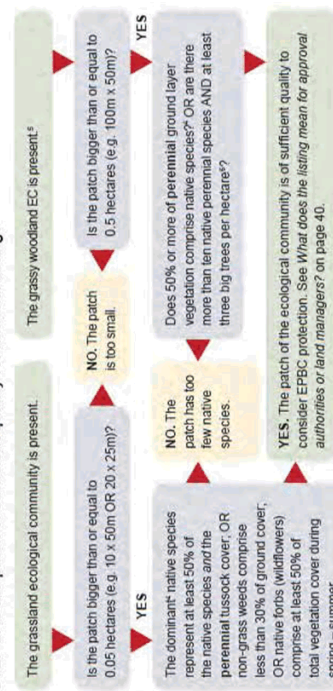 The grassland ecological community is present.
Is the patch bigger than or equal to
0.05 hectares (e.g. 10 x 50m OR 20 x 25m)?
YES
The dominant native species
represent at least 50% of
the native species and the
perennial tussock cover; OR
non-grass weeds comprise
less than 30% of ground cover;
OR native forbs (wildflowers)
comprise at least 50% of
total vegetation cover during
summer
NO. The patch
is too small.
NO. The
patch has too
few native
species.
The grassy woodland EC is present.
Is the patch bigger than or equal to
0.5 hectares (e.g. 100m x 50m)?
YES
Does 50% or more of perennial ground layer
vegetation comprise native species? OR are there
more than ten native perennial species AND at least
three big trees per hectare?
YES. The patch of the ecological community is of sufficient quality to
consider EPBC protection. See What does the listing mean for approval
authorities or land managers? on page 40.